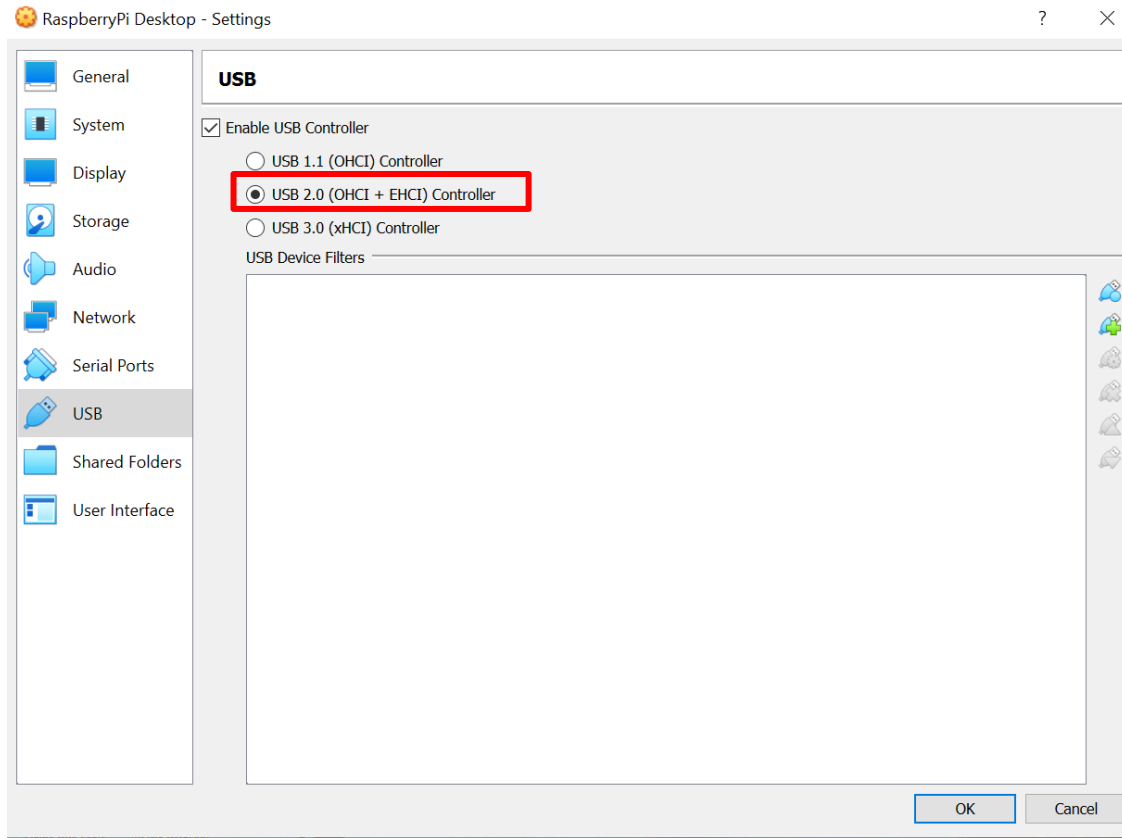 RaspberryPi Desktop - Settings
?
General
System
Display
Storage
Audio
Network
Serial Ports
USB
Shared Folders
User Interface
USB
Enable USB Controller
USB 1.1 (OHCI) Controller
USB 2.0 (OHCI + EHCI) Controller
USB 3.0 (xHCI) Controller
USB Device Filters
OK
Cancel